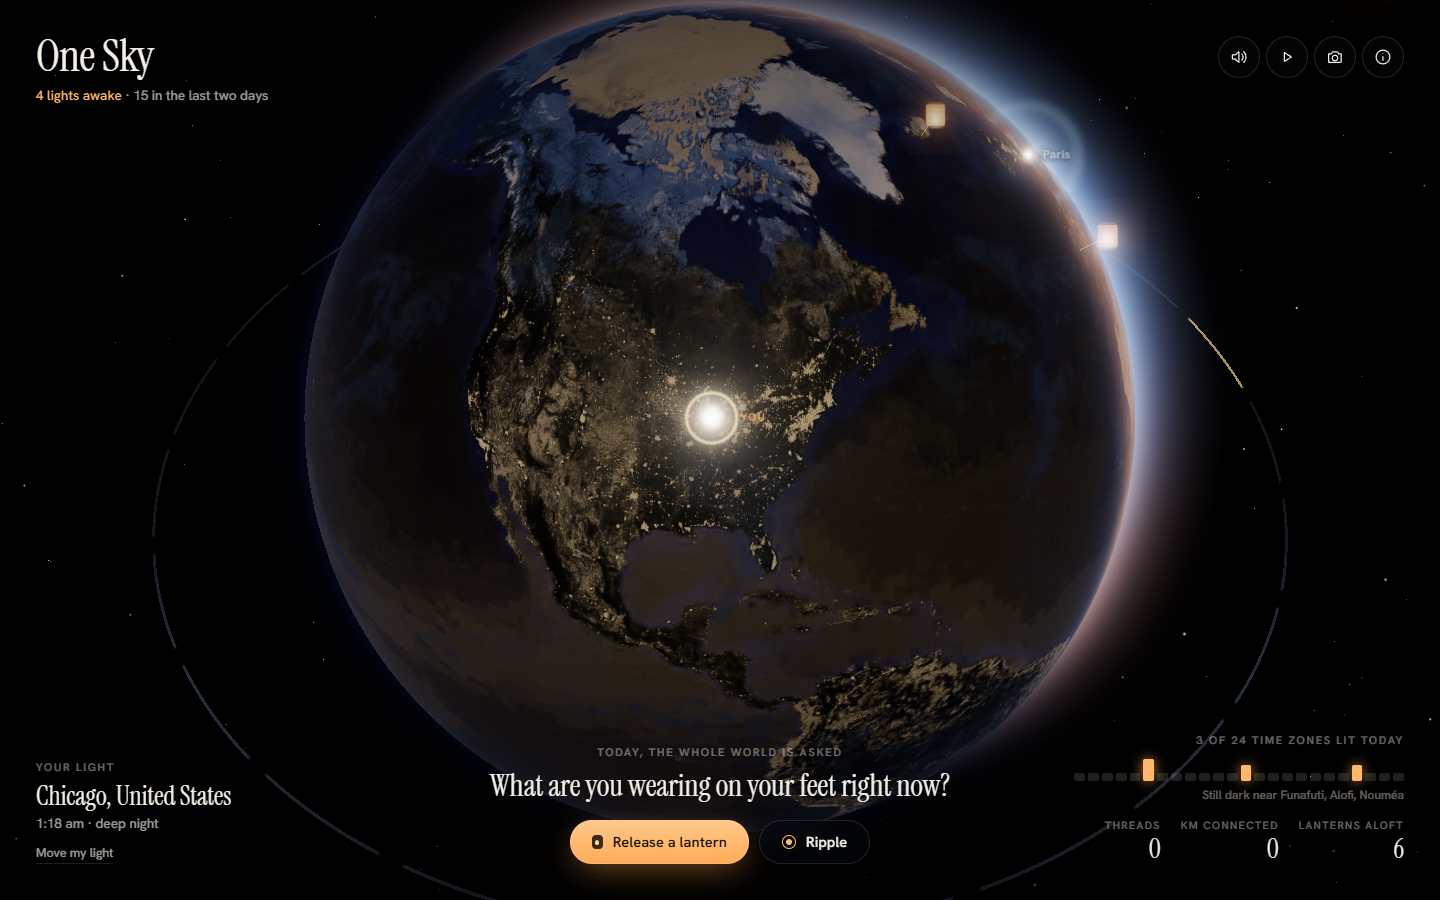 One Sky
4 lights awake · 15 in the last two days
Paris
YOU
TODAY, THE WHOLE WORLD IS ASKED
What are you wearing on your feet right now?
Release a lantern
Ripple
YOUR LIGHT
Chicago, United States
1:18 am · deep night
Move my light
3 OF 24 TIME ZONES LIT TODAY
Still dark near Funafuti, Alofi, Nouméa
THREADS KM CONNECTED LANTERNS ALOFT
0 0 6